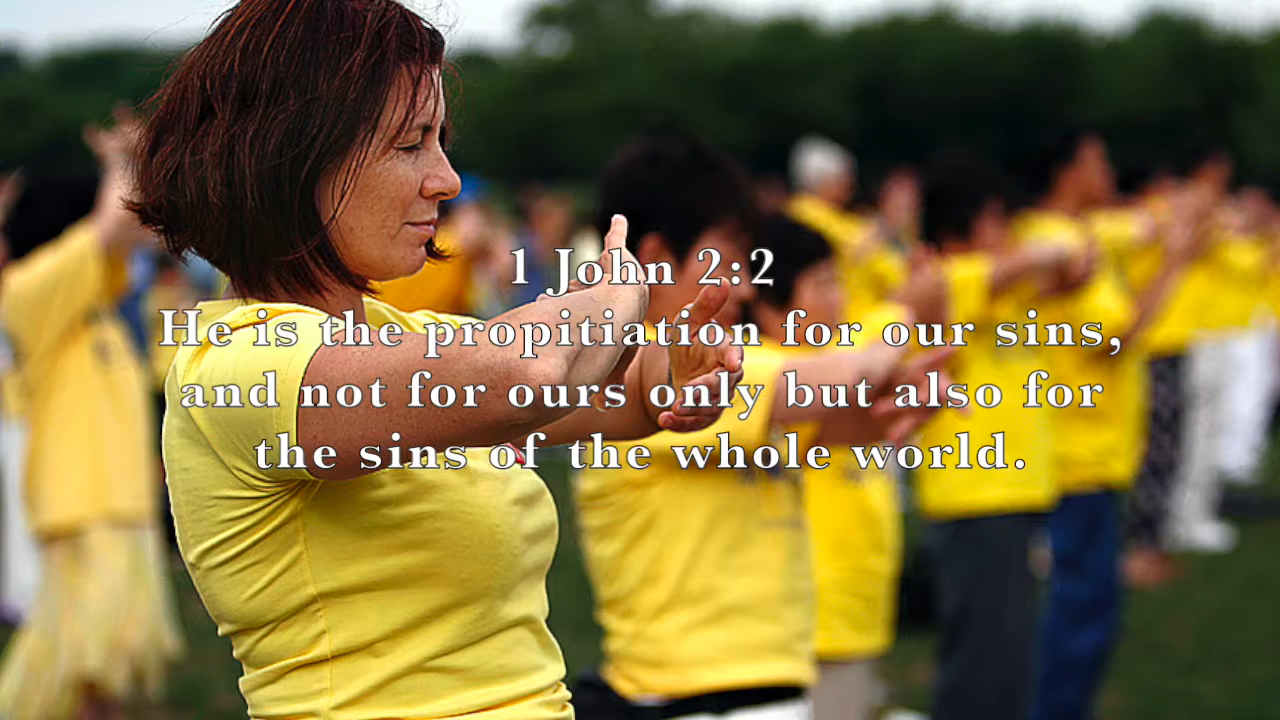 1 John 2:2
He is the propitiation for our sins,
and not for ours only but also for
the sins of the whole world.